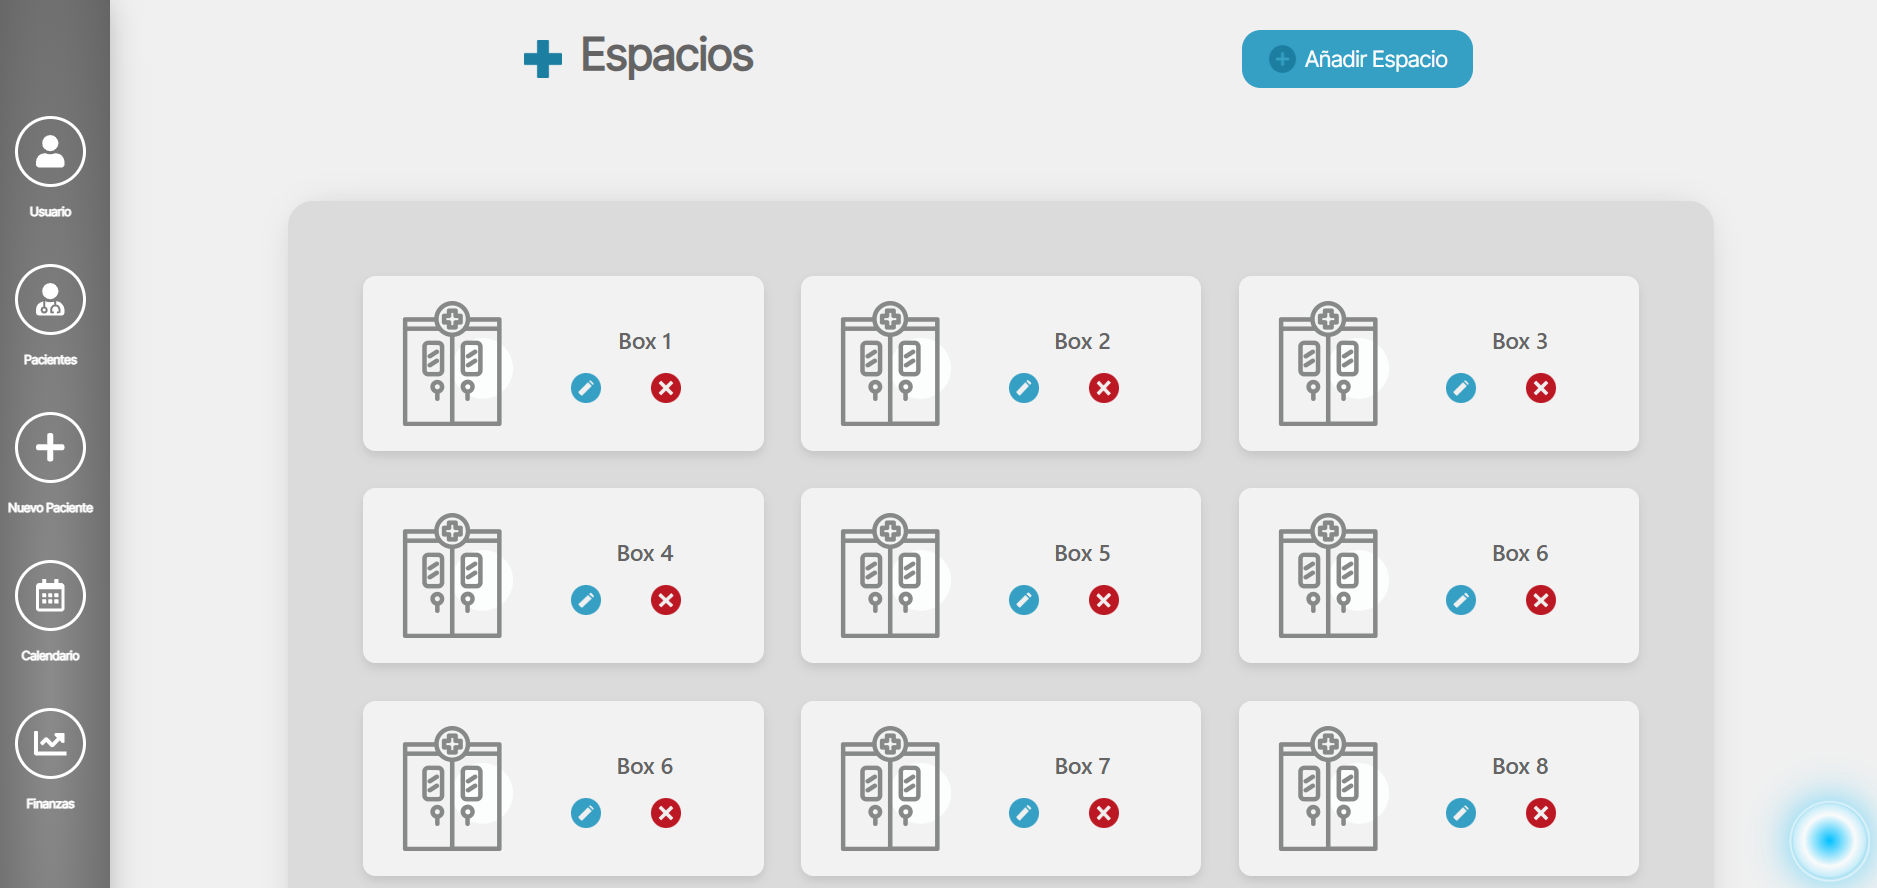 Espacios
Añadir Espacio
Usuario
Pacientes
Nuevo Paciente
Calendario
Finanzas
Box 1
Box 2
Box 3
Box 4
Box 5
Box 6
Box 6
Box 7
Box 8